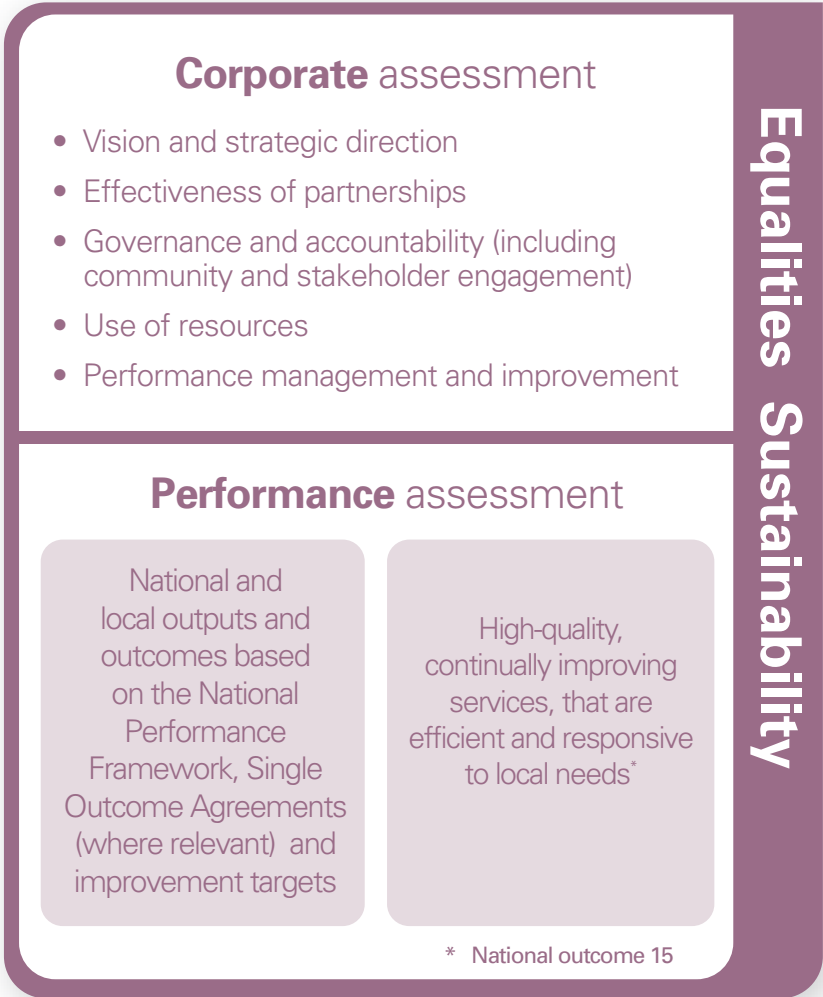 Corporate assessment
• Vision and strategic direction
• Effectiveness of partnerships
• Governance and accountability (including
community and stakeholder engagement)
• Use of resources
• Performance management and improvement
Performance assessment
National and
local outputs and
outcomes based
on the National
Performance
Framework, Single
Outcome Agreements
(where relevant) and
improvement targets
High-quality,
continually improving
services, that are
efficient and responsive
to local needs*
* National outcome 15
Equalities Sustainability